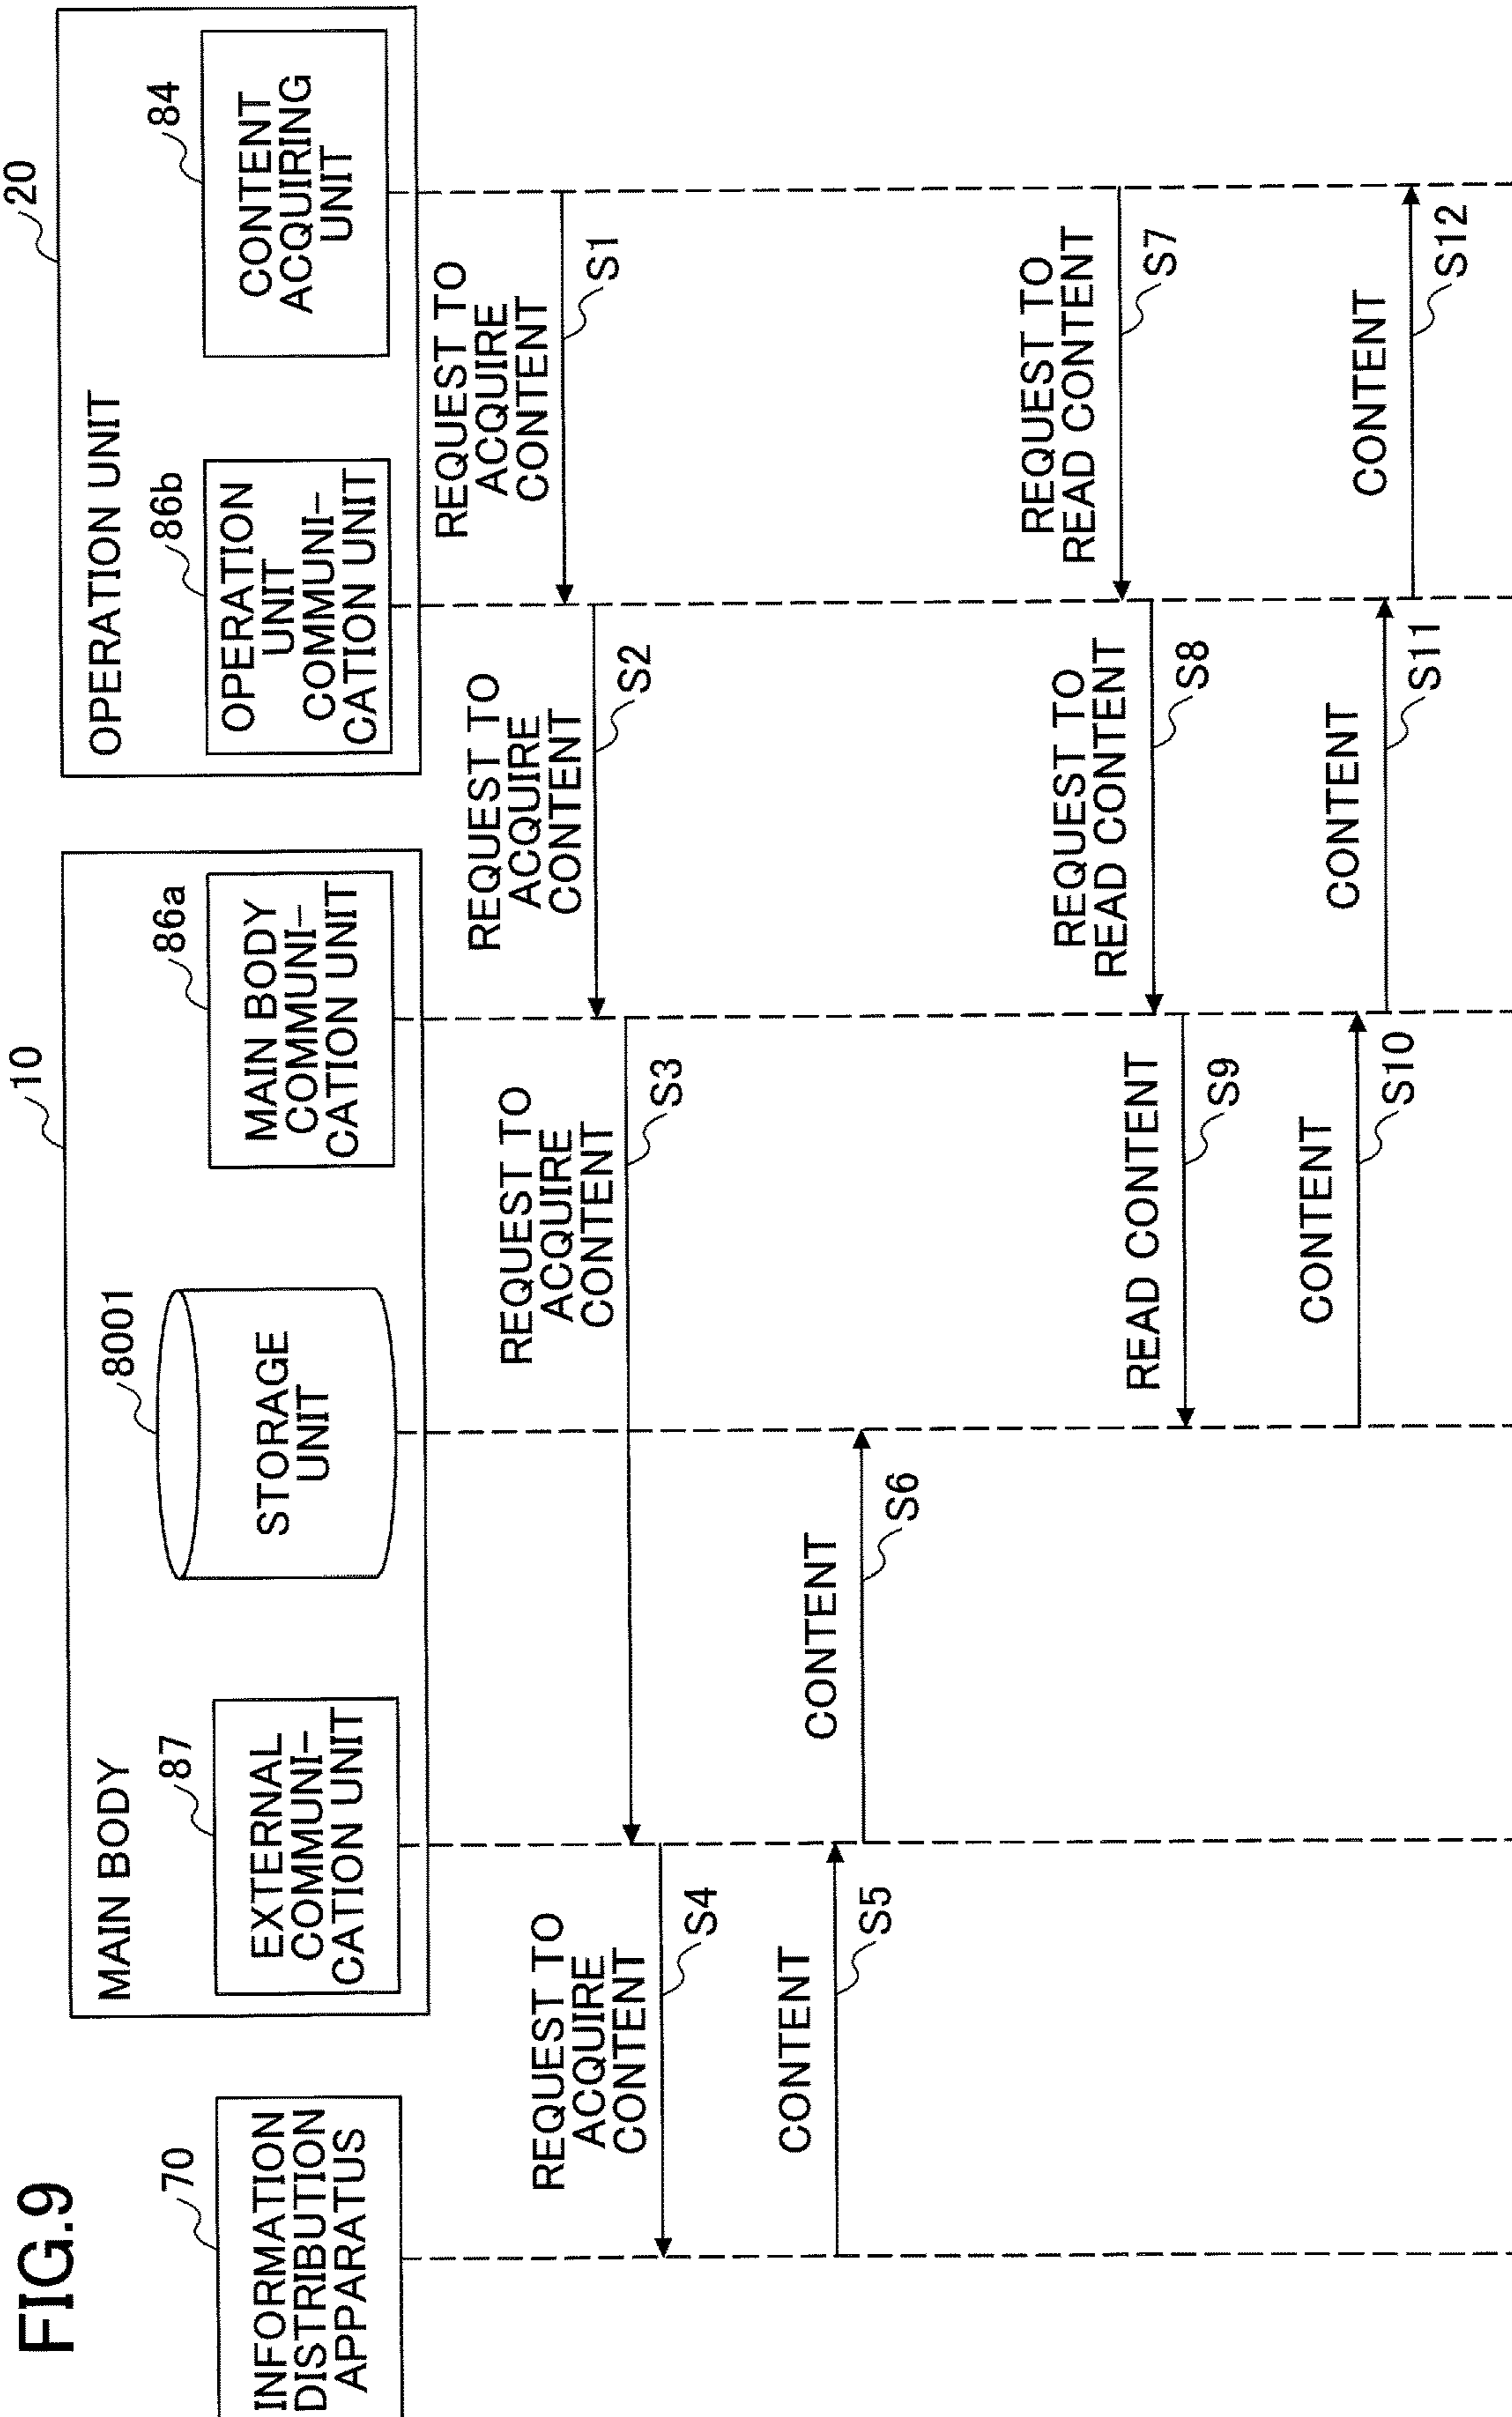 FIG.9
70
INFORMATION
DISTRIBUTION
APPARATUS
10
MAIN BODY
87
EXTERNAL
COMMUNI-
CATION UNIT
8001
STORAGE
UNIT
86a
MAIN BODY
COMMUNI-
CATION UNIT
20
OPERATION UNIT
86b
OPERATION
UNIT
COMMUNI-
CATION UNIT
84
CONTENT
ACQUIRING
UNIT
REQUEST TO
ACQUIRE
CONTENT
S1
REQUEST TO
ACQUIRE
CONTENT
S2
REQUEST TO
ACQUIRE
CONTENT
S3
REQUEST TO
ACQUIRE
CONTENT
S4
CONTENT
S5
CONTENT
S6
REQUEST TO
READ CONTENT
S7
REQUEST TO
READ CONTENT
S8
READ CONTENT
S9
CONTENT
S10
CONTENT
S11
CONTENT
S12